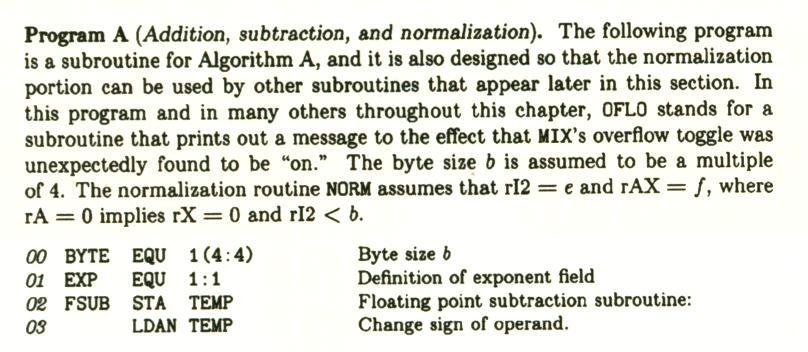 Program A (Addition, subtraction, and normalization). The following program
is a subroutine for Algorithm A, and it is also designed so that the normalization
portion can be used by other subroutines that appear later in this section. In
this program and in many others throughout this chapter, OFLO stands for a
subroutine that prints out a message to the effect that MIX's overflow toggle was
unexpectedly found to be “on.” The byte size b is assumed to be a multiple
of 4. The normalization routine NORM assumes that rI2 = e and rAX = f, where
rA = 0 implies rX = 0 and rI2 < b.
00 BYTE EQU 1(4:4) Byte size b
01 EXP EQU 1:1 Definition of exponent field
02 FSUB STA TEMP Floating point subtraction subroutine:
03 LDAN TEMP Change sign of operand.